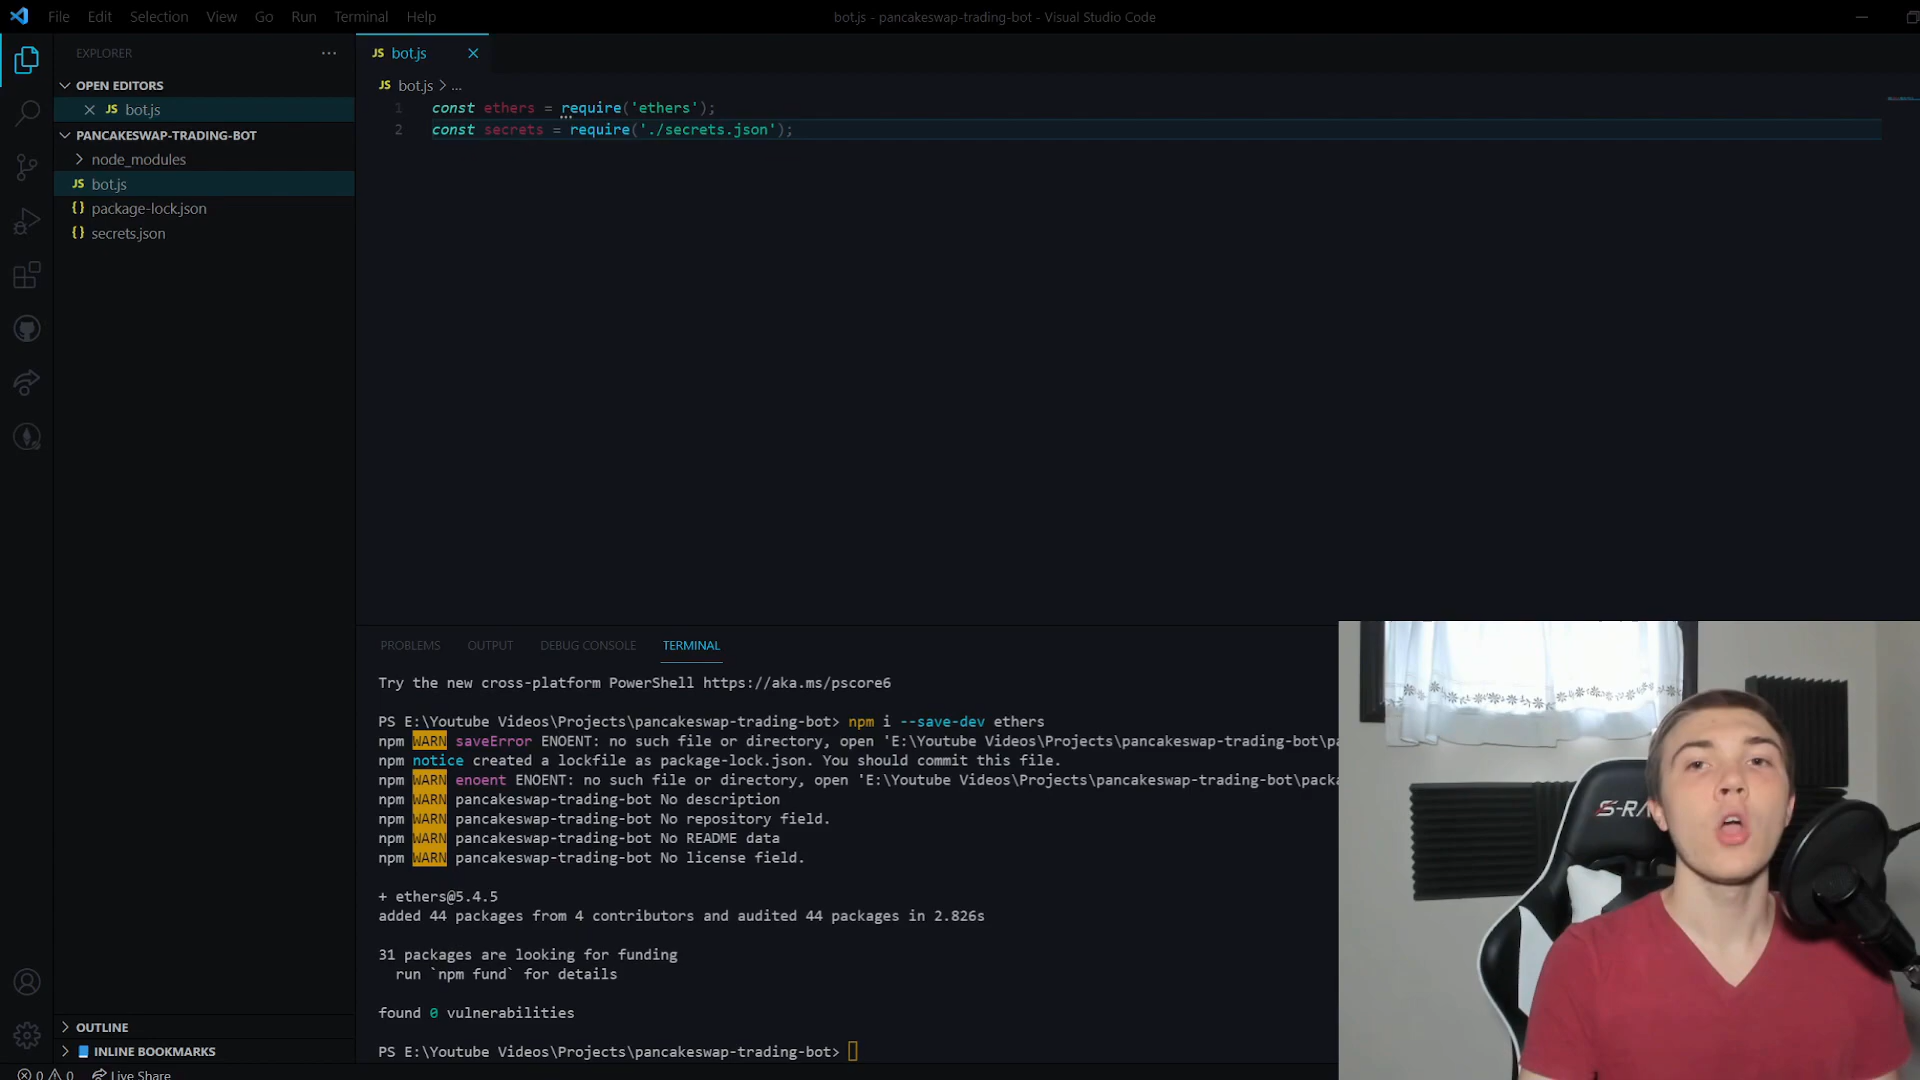 File Edit Selection View Go Run Terminal Help
bot.js - pancakeswap-trading-bot - Visual Studio Code
EXPLORER ...
OPEN EDITORS
JS bot.js
PANCAKESWAP-TRADING-BOT
node_modules
JS bot.js
{} package-lock.json
{} secrets.json
OUTLINE
INLINE BOOKMARKS
0 0 Live Share
JS bot.js
JS bot.js > ...
1 const ethers = require('ethers');
2 const secrets = require('./secrets.json');
PROBLEMS OUTPUT DEBUG CONSOLE TERMINAL
Try the new cross-platform PowerShell https://aka.ms/pscore6
PS E:\Youtube Videos\Projects\pancakeswap-trading-bot> npm i --save-dev ethers
npm WARN saveError ENOENT: no such file or directory, open 'E:\Youtube Videos\Projects\pancakeswap-trading-bot\pa
npm notice created a lockfile as package-lock.json. You should commit this file.
npm WARN enoent ENOENT: no such file or directory, open 'E:\Youtube Videos\Projects\pancakeswap-trading-bot\packa
npm WARN pancakeswap-trading-bot No description
npm WARN pancakeswap-trading-bot No repository field.
npm WARN pancakeswap-trading-bot No README data
npm WARN pancakeswap-trading-bot No license field.
+ ethers@5.4.5
added 44 packages from 4 contributors and audited 44 packages in 2.826s
31 packages are looking for funding
run `npm fund` for details
found 0 vulnerabilities
PS E:\Youtube Videos\Projects\pancakeswap-trading-bot>